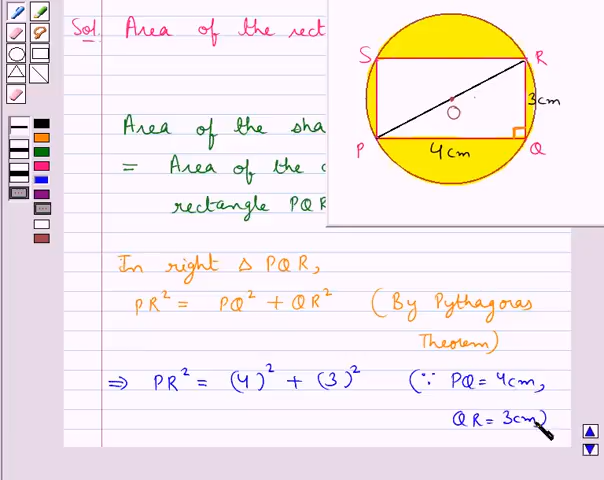 Sol. Area of the rect
Area of the sha
= Area of the c
rectangle PQR
S
R
3cm
O
P
4cm
Q
In right Δ PQR,
PR² = PQ² + QR² (By Pythagoras
Theorem)
⇒ PR² = (4)² + (3)² (∵ PQ = 4cm,
QR = 3cm)